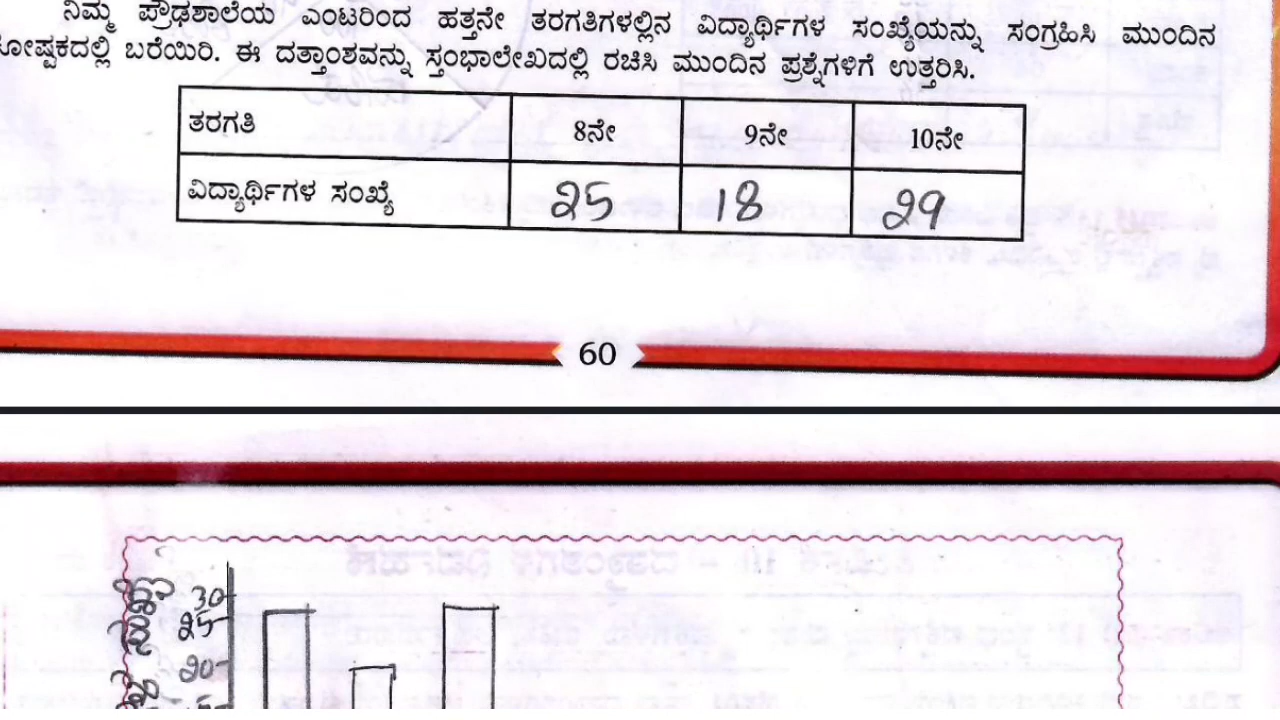 ನಿಮ್ಮ ಪ್ರೌಢಶಾಲೆಯ ಎಂಟರಿಂದ ಹತ್ತನೇ ತರಗತಿಗಳಲ್ಲಿನ ವಿದ್ಯಾರ್ಥಿಗಳ ಸಂಖ್ಯೆಯನ್ನು ಸಂಗ್ರಹಿಸಿ ಮುಂದಿನ
ಬರೆಯಿರಿ. ಈ ದತ್ತಾಂಶವನ್ನು ಸ್ತಂಭಾಲೇಖದಲ್ಲಿ ರಚಿಸಿ ಮುಂದಿನ ಪ್ರಶ್ನೆಗಳಿಗೆ ಉತ್ತರಿಸಿ.
ತರಗತಿ 8ನೇ 9ನೇ 10ನೇ
ವಿದ್ಯಾರ್ಥಿಗಳ ಸಂಖ್ಯೆ 25 18 29
60
30
25
20